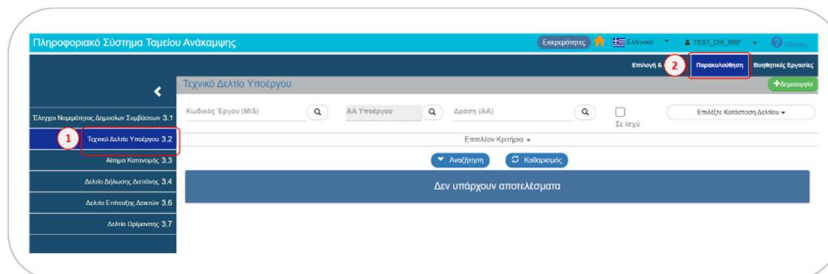 Πληροφοριακό Σύστημα Ταμείου Ανάκαμψης
Εκκρεμότητες Ελληνικά TEST_DIK_RRF Οδηγίες
Επιλογή & 2 Παρακολούθηση Βοηθητικές Εργασίες
Τεχνικό Δελτίο Υποέργου +Δημιουργία
Έλεγχοι Νομιμότητας Δημοσίων Συμβάσεων 3.1
Κωδικός Έργου (MIS) ΑΑ Υποέργου Δράση (ΑΑ) Σε Ισχύ Επιλέξτε Κατάσταση Δελτίου
1 Τεχνικό Δελτίο Υποέργου 3.2
Επιπλέον Κριτήρια
Αίτημα Κατανομής 3.3
Αναζήτηση Καθαρισμός
Δελτίο Δήλωσης Δαπάνης 3.4
Δεν υπάρχουν αποτελέσματα
Δελτίο Επίτευξης Δεικτών 3.6
Δελτίο Ωρίμανσης 3.7